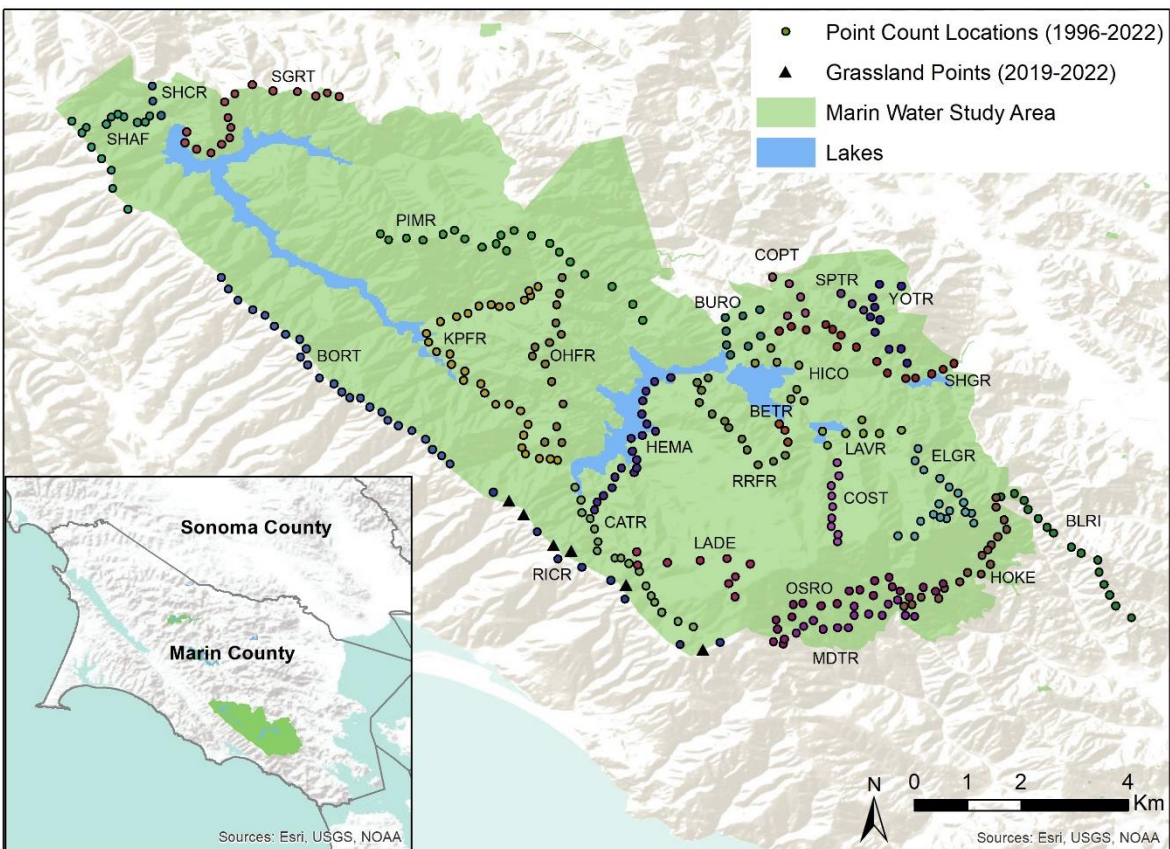 Point Count Locations (1996-2022)
Grassland Points (2019-2022)
Marin Water Study Area
Lakes
SGRT
SHCR
SHAF
PIMR
COPT
SPTR
YOTR
BURO
BORT
KPFR
OHFR
HICO
SHGR
BETR
HEMA
LAVR
ELGR
RRFR
COST
CATR
BLRI
LADE
RICR
HOKE
OSRO
MDTR
Sonoma County
Marin County
Sources: Esri, USGS, NOAA
N
0 1 2 4
Km
Sources: Esri, USGS, NOAA